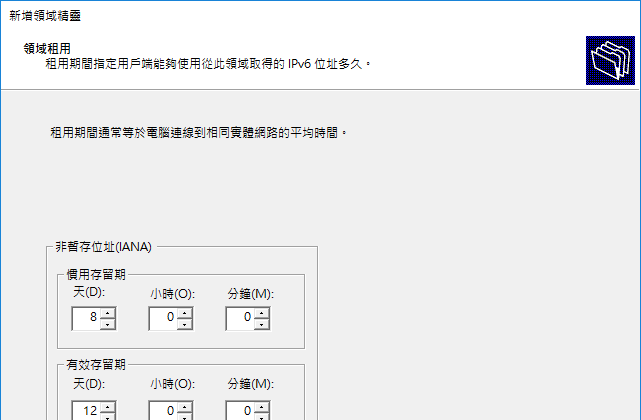 新增領域精靈
領域租用
租用期間指定用戶端能夠使用從此領域取得的 IPv6 位址多久。
租用期間通常等於電腦連線到相同實體網路的平均時間。
非暫存位址(IANA)
慣用存留期
天(D): 小時(O): 分鐘(M):
8 0 0
有效存留期
天(D): 小時(O): 分鐘(M):
12 0 0